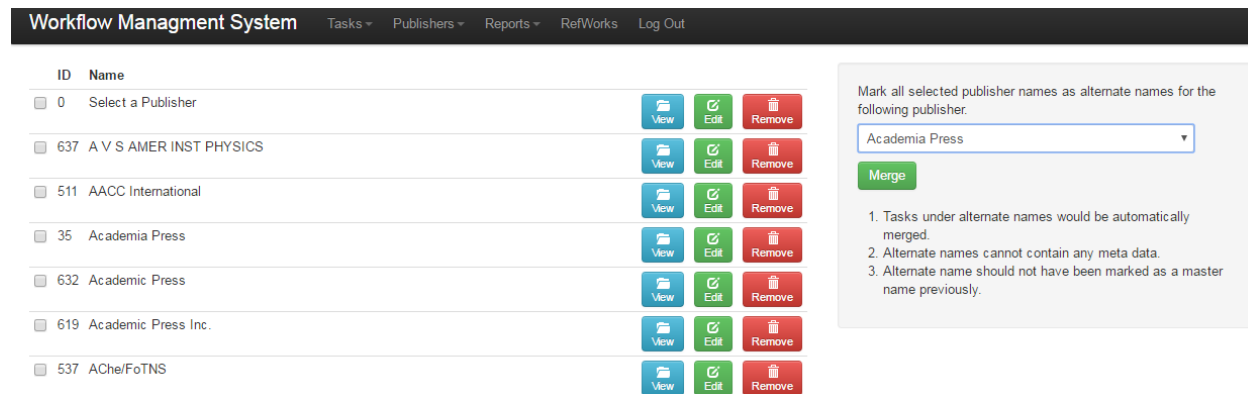 Workflow Managment System Tasks Publishers Reports RefWorks Log Out
ID Name
0 Select a Publisher View Edit Remove
637 A V S AMER INST PHYSICS View Edit Remove
511 AACC International View Edit Remove
35 Academia Press View Edit Remove
632 Academic Press View Edit Remove
619 Academic Press Inc. View Edit Remove
537 AChe/FoTNS View Edit Remove
Mark all selected publisher names as alternate names for the
following publisher.
Academia Press
Merge
1. Tasks under alternate names would be automatically
merged.
2. Alternate names cannot contain any meta data.
3. Alternate name should not have been marked as a master
name previously.